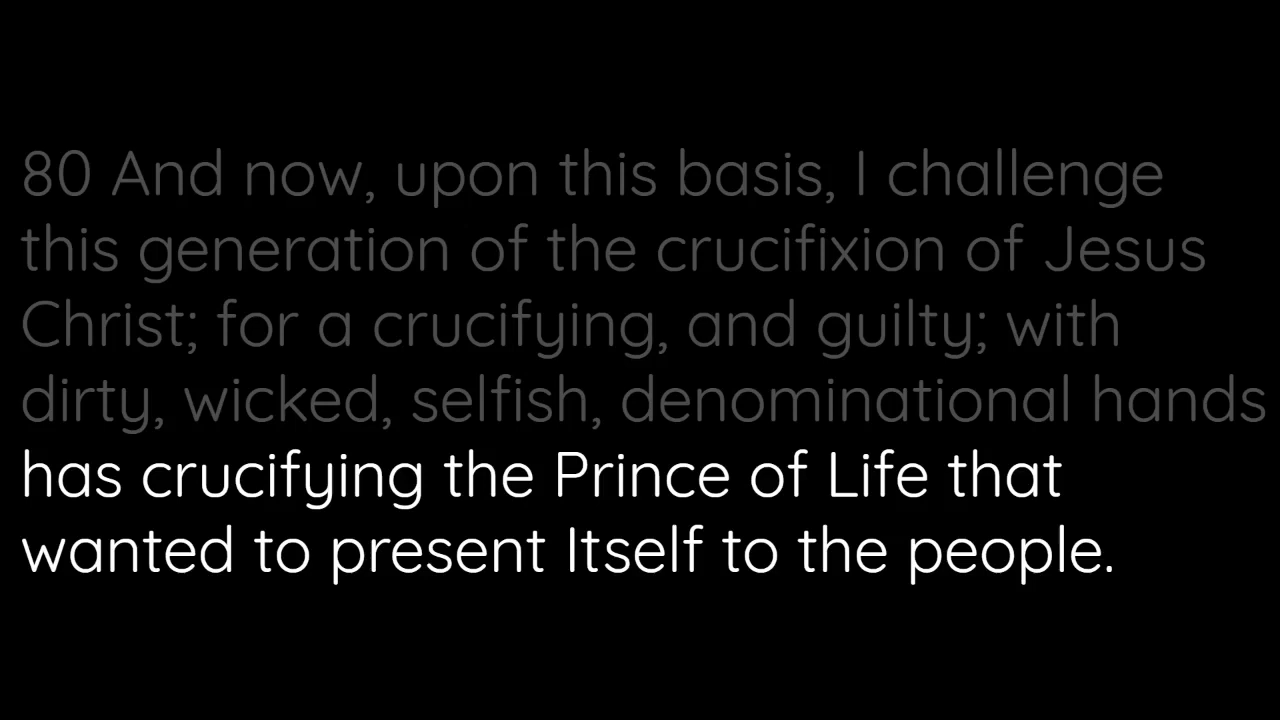 80 And now, upon this basis, I challenge
this generation of the crucifixion of Jesus
Christ; for a crucifying, and guilty; with
dirty, wicked, selfish, denominational hands
has crucifying the Prince of Life that
wanted to present Itself to the people.